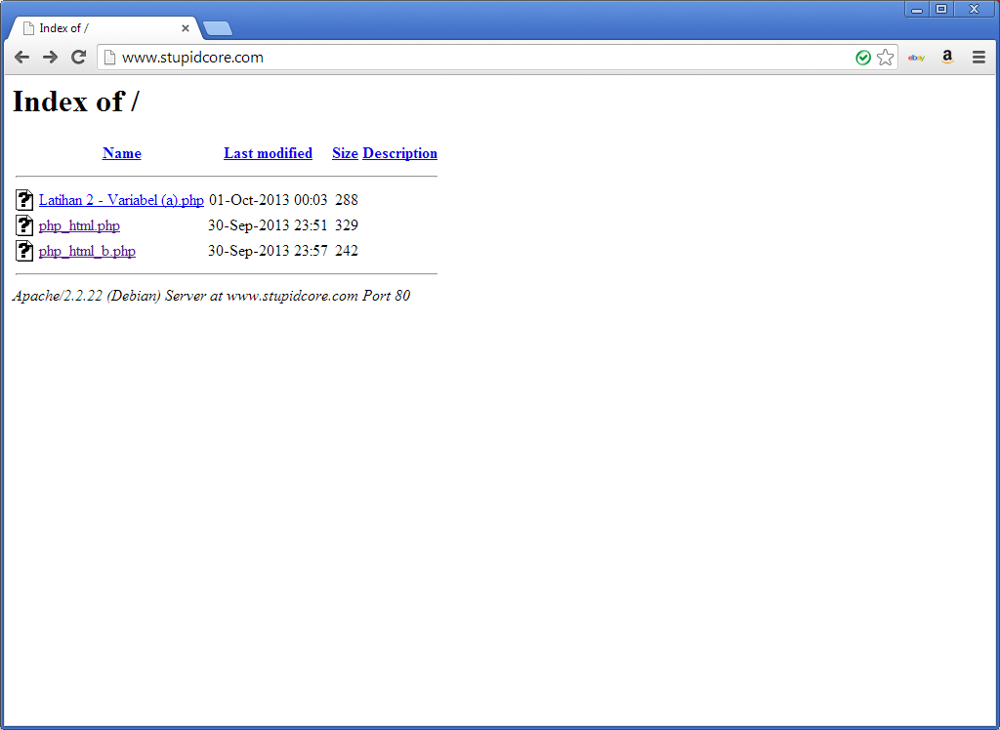 Index of /
www.stupidcore.com
ebay
a
Index of /
Name Last modified Size Description
Latihan 2 - Variabel (a).php 01-Oct-2013 00:03 288
php_html.php 30-Sep-2013 23:51 329
php_html_b.php 30-Sep-2013 23:57 242
Apache/2.2.22 (Debian) Server at www.stupidcore.com Port 80